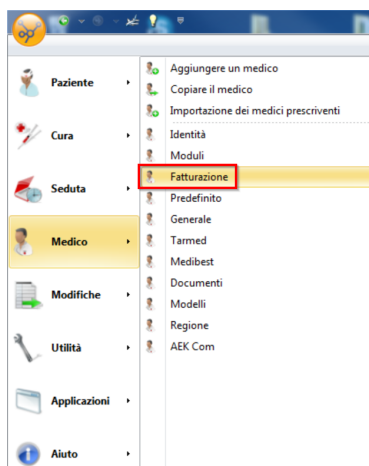 Paziente
Cura
Seduta
Medico
Modifiche
Utilità
Applicazioni
Aiuto
Aggiungere un medico
Copiare il medico
Importazione dei medici prescriventi
Identità
Moduli
Fatturazione
Predefinito
Generale
Tarmed
Medibest
Documenti
Modelli
Regione
AEK Com